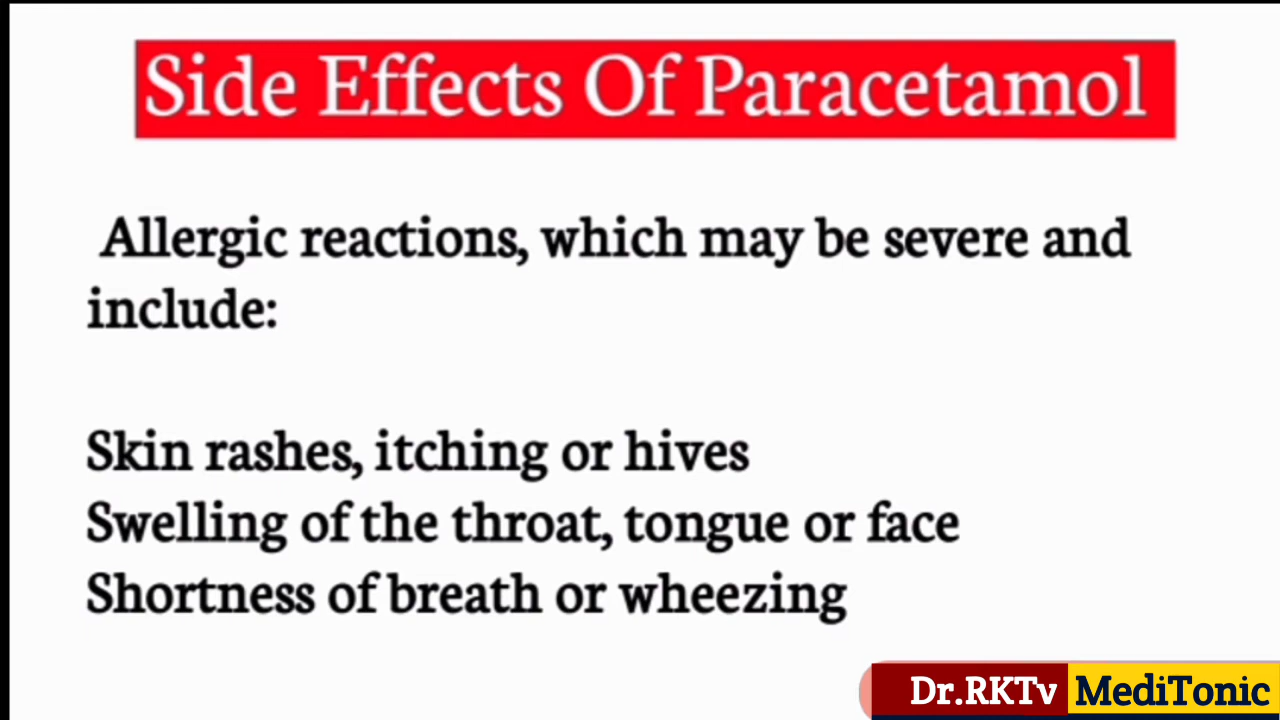 Side Effects Of Paracetamol
Allergic reactions, which may be severe and
include:
Skin rashes, itching or hives
Swelling of the throat, tongue or face
Shortness of breath or wheezing
Dr.RKTv MediTonic